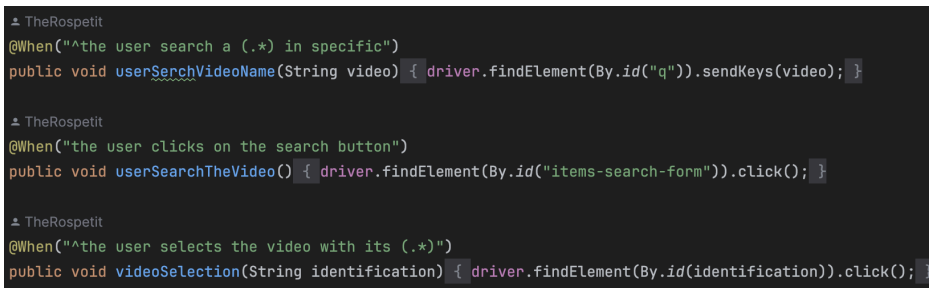 TheRospetit
@When("^the user search a (.*) in specific")
public void userSerchVideoName(String video) { driver.findElement(By.id("q")).sendKeys(video); }
TheRospetit
@When("the user clicks on the search button")
public void userSearchTheVideo() { driver.findElement(By.id("items-search-form")).click(); }
TheRospetit
@When("^the user selects the video with its (.*)")
public void videoSelection(String identification) { driver.findElement(By.id(identification)).click(); }